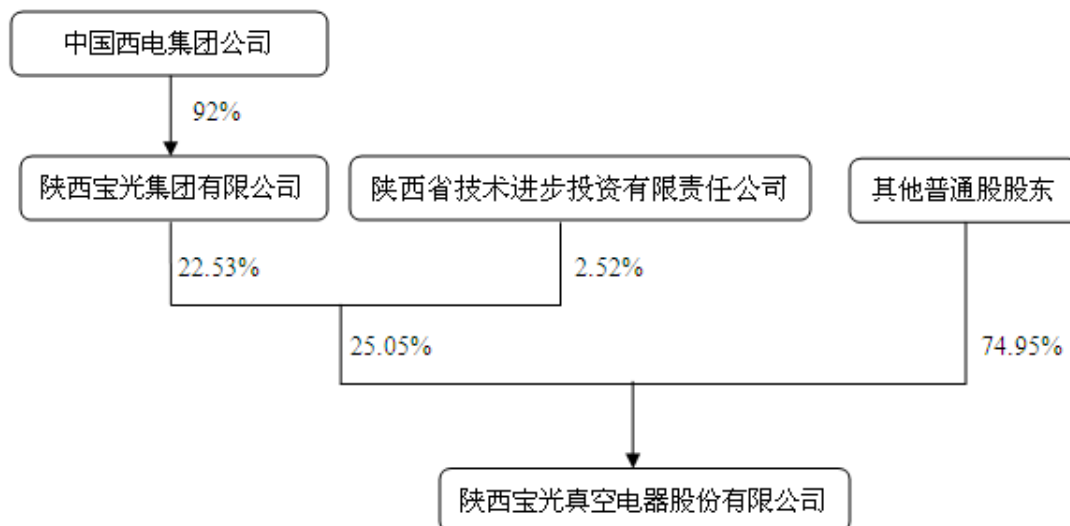 中国西电集团公司
92%
陕西宝光集团有限公司
陕西省技术进步投资有限责任公司
其他普通股股东
22.53%
2.52%
25.05%
74.95%
陕西宝光真空电器股份有限公司